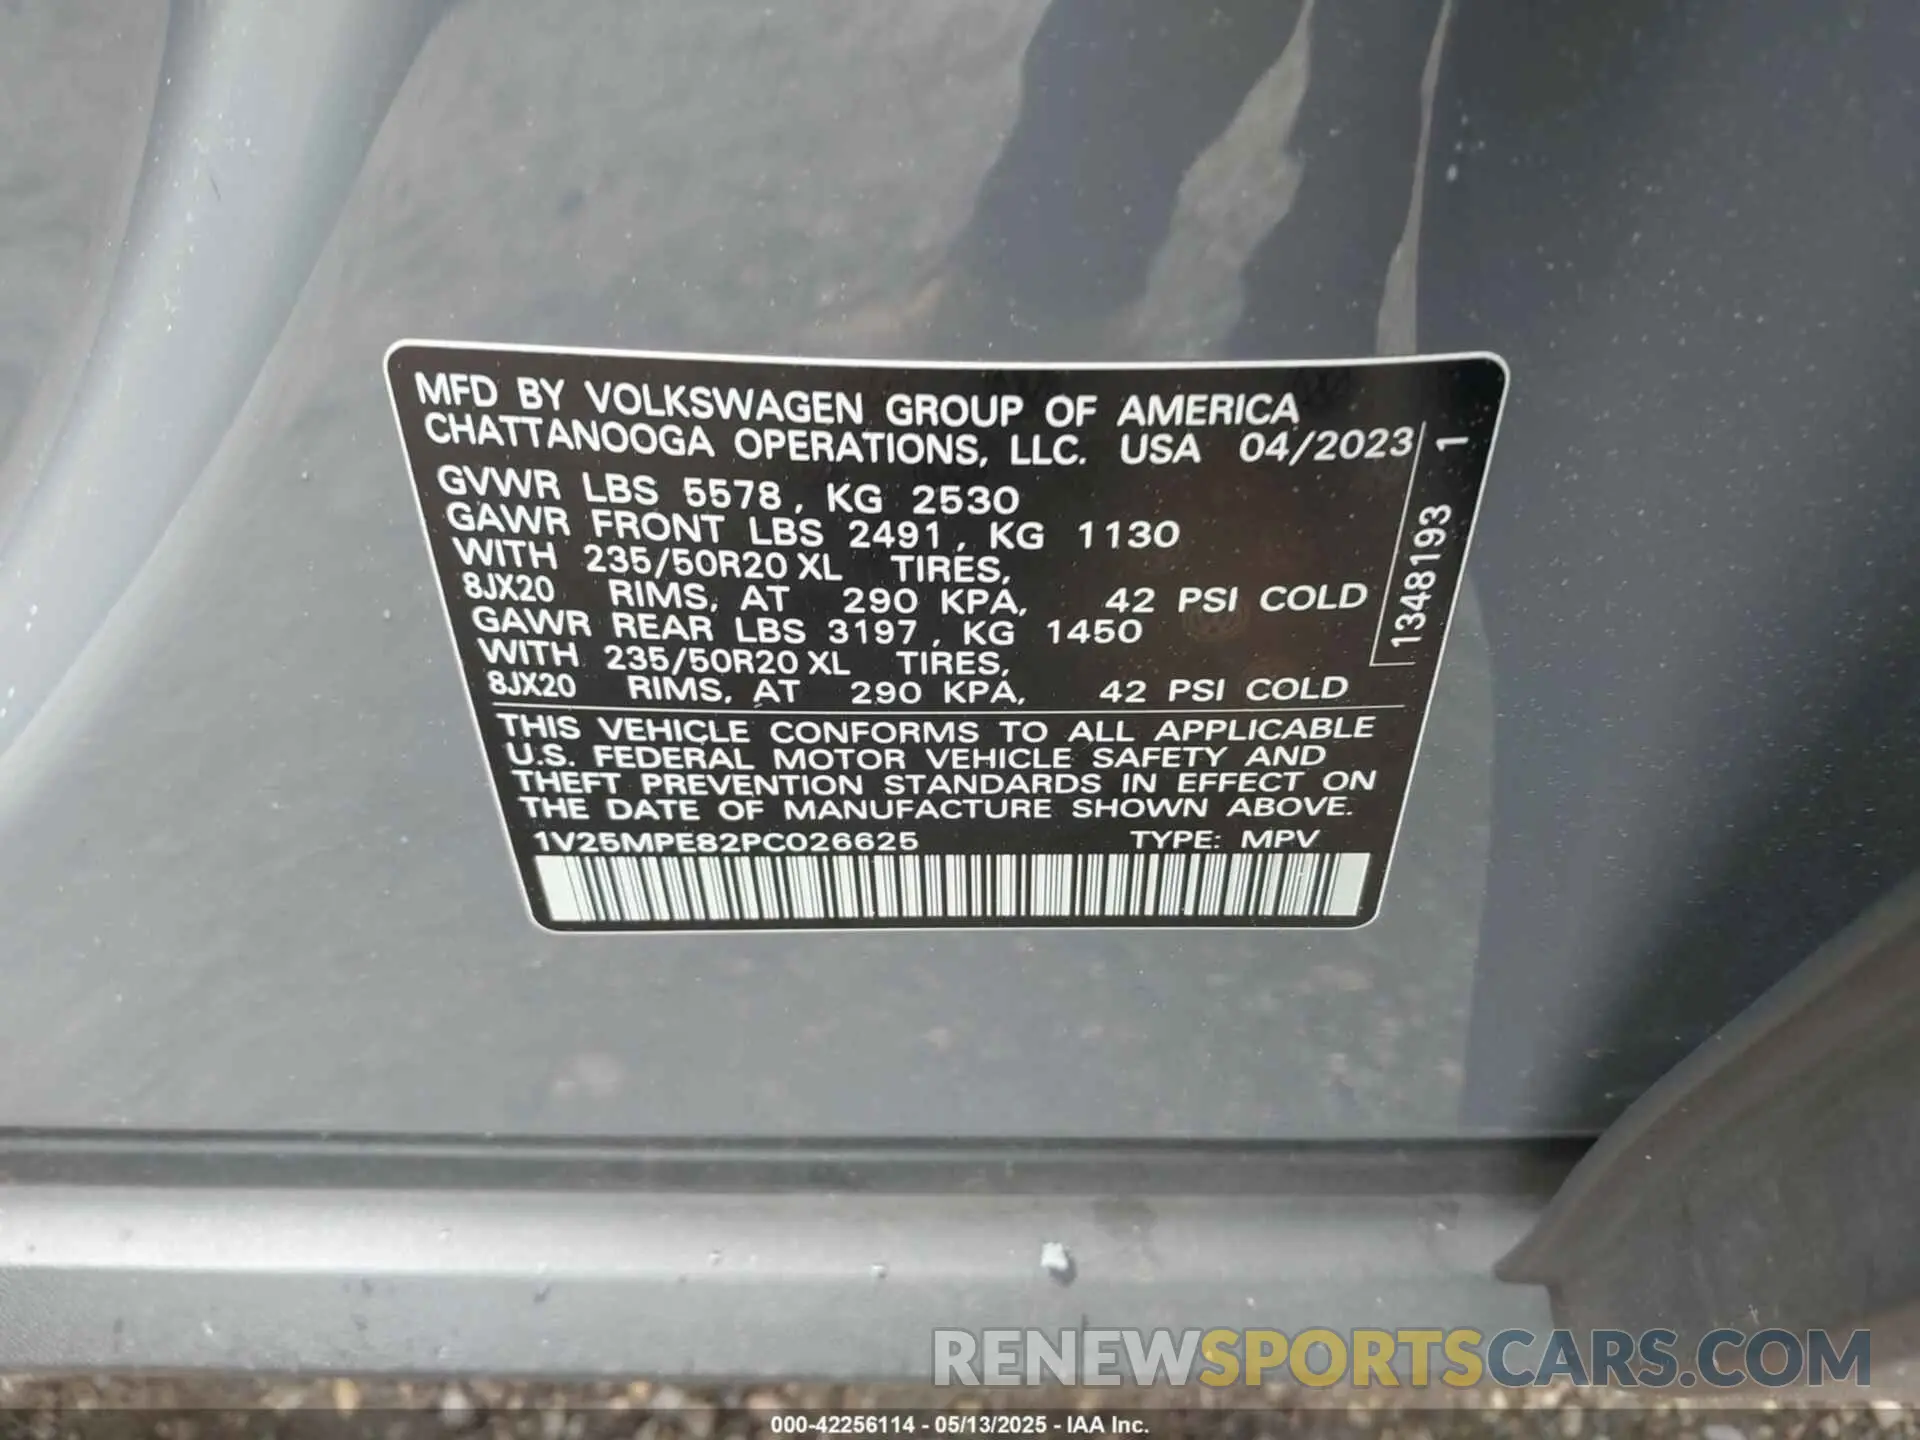 MFD BY VOLKSWAGEN GROUP OF AMERICA
CHATTANOOGA OPERATIONS, LLC. USA 04/2023
GVWR LBS 5578, KG 2530
GAWR FRONT LBS 2491, KG 1130
WITH 235/50R20 XL TIRES,
8JX20 RIMS, AT 290 KPA, 42 PSI COLD
GAWR REAR LBS 3197, KG 1450
WITH 235/50R20 XL TIRES,
8JX20 RIMS, AT 290 KPA, 42 PSI COLD
1348193 1
THIS VEHICLE CONFORMS TO ALL APPLICABLE
U.S. FEDERAL MOTOR VEHICLE SAFETY AND
THEFT PREVENTION STANDARDS IN EFFECT ON
THE DATE OF MANUFACTURE SHOWN ABOVE.
1V25MPE82PC026625 TYPE: MPV
RENEWSPORTSCARS.COM
000-42256114 - 05/13/2025 - IAA Inc.